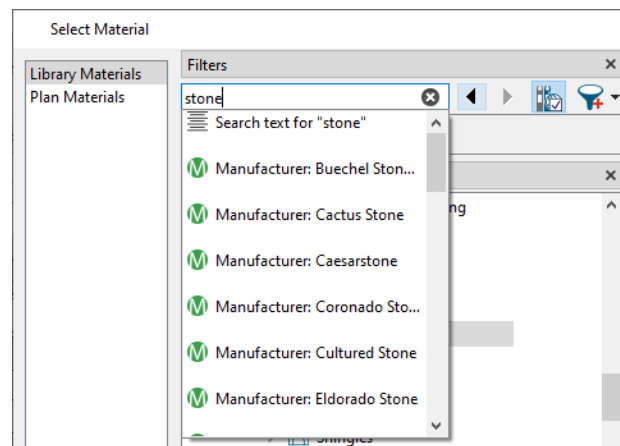 Select Material
Library Materials
Plan Materials
Filters
stone
Search text for "stone"
Manufacturer: Buechel Ston...
Manufacturer: Cactus Stone
Manufacturer: Caesarstone
Manufacturer: Coronado Sto...
Manufacturer: Cultured Stone
Manufacturer: Eldorado Stone
ng
Shingles